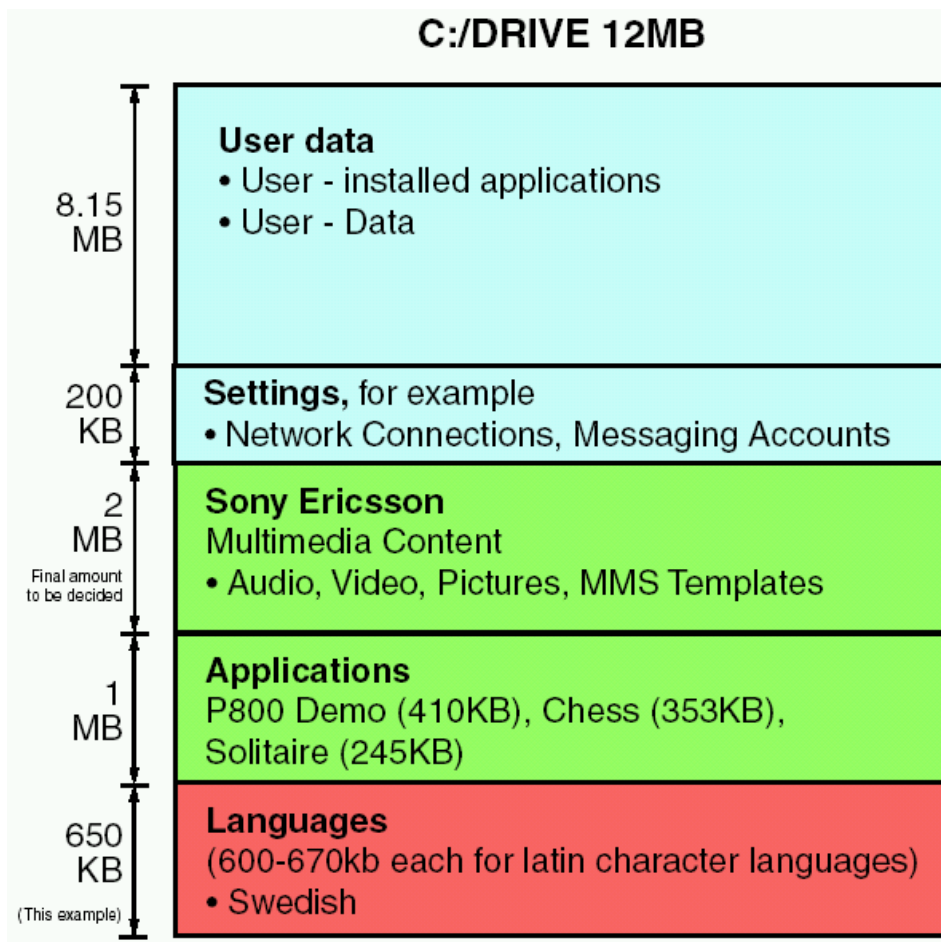 C:/DRIVE 12MB
8.15
MB
User data
• User - installed applications
• User - Data
200
KB
Settings, for example
• Network Connections, Messaging Accounts
2
MB
Final amount
to be decided
Sony Ericsson
Multimedia Content
• Audio, Video, Pictures, MMS Templates
1
MB
Applications
P800 Demo (410KB), Chess (353KB),
Solitaire (245KB)
650
KB
(This example)
Languages
(600-670kb each for latin character languages)
• Swedish